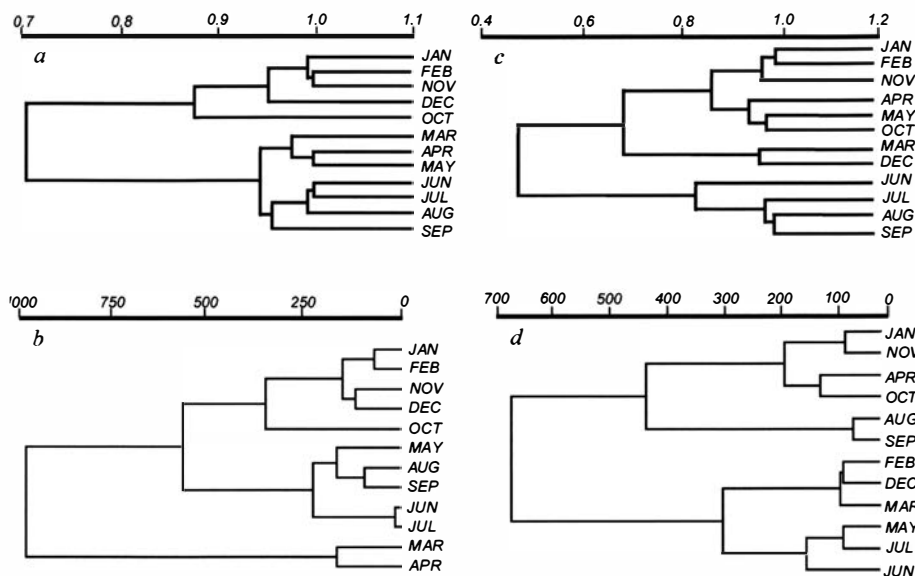 0.7 0.8 0.9 1.0 1.1
a
JAN
FEB
NOV
DEC
OCT
MAR
APR
MAY
JUN
JUL
AUG
SEP
0.4 0.6 0.8 1.0 1.2
c
JAN
FEB
NOV
APR
MAY
OCT
MAR
DEC
JUN
JUL
AUG
SEP
1000 750 500 250 0
b
JAN
FEB
NOV
DEC
OCT
MAY
AUG
SEP
JUN
JUL
MAR
APR
700 600 500 400 300 200 100 0
d
JAN
NOV
APR
OCT
AUG
SEP
FEB
DEC
MAR
MAY
JUL
JUN